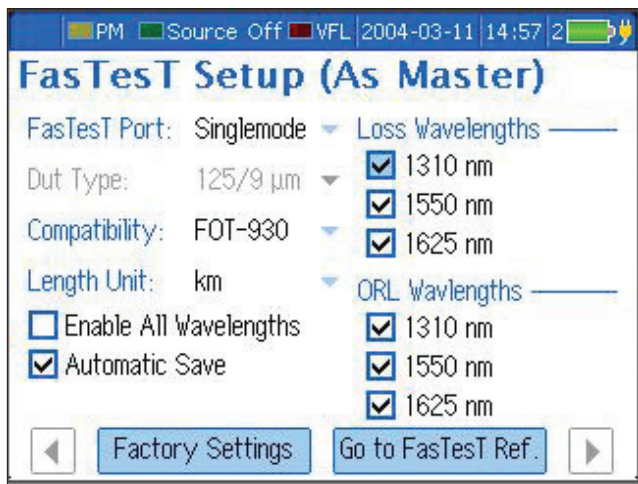 PM Source Off VFL 2004-03-11 14:57 2
FasTesT Setup (As Master)
FasTesT Port: Singlemode
Dut Type: 125/9 µm
Compatibility: FOT-930
Length Unit: km
Enable All Wavelengths
Automatic Save
Loss Wavelengths
1310 nm
1550 nm
1625 nm
ORL Wavlengths
1310 nm
1550 nm
1625 nm
Factory Settings
Go to FasTesT Ref.